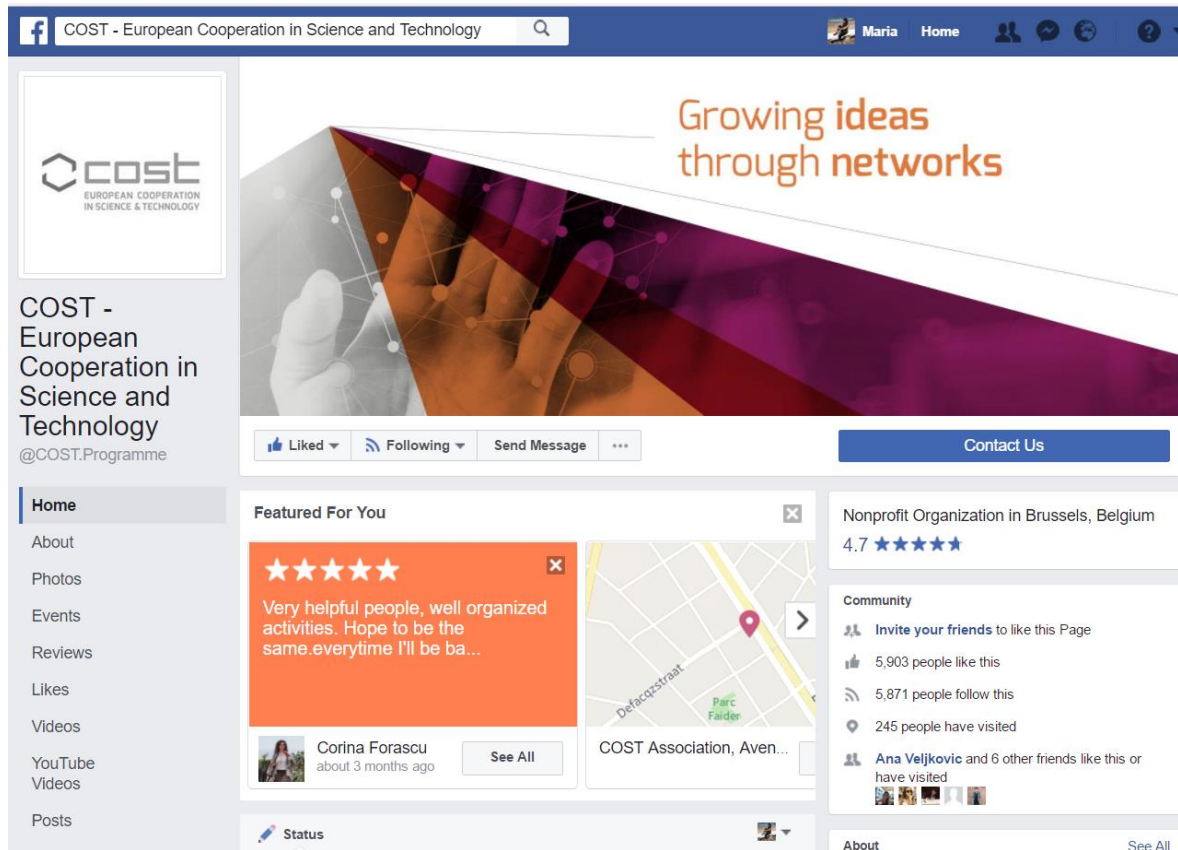 COST - European Cooperation in Science and Technology
Maria
Home
cost
EUROPEAN COOPERATION
IN SCIENCE & TECHNOLOGY
Growing ideas
through networks
COST -
European
Cooperation in
Science and
Technology
@COST.Programme
Liked
Following
Send Message
Contact Us
Home
About
Photos
Events
Reviews
Likes
Videos
YouTube
Videos
Posts
Featured For You
Very helpful people, well organized
activities. Hope to be the
same.everytime I'll be ba...
Corina Forascu
about 3 months ago
See All
Defacqzstraat
Parc
Faider
COST Association, Aven...
Nonprofit Organization in Brussels, Belgium
4.7
Community
Invite your friends to like this Page
5,903 people like this
5,871 people follow this
245 people have visited
Ana Veljkovic and 6 other friends like this or
have visited
Status
About
See All